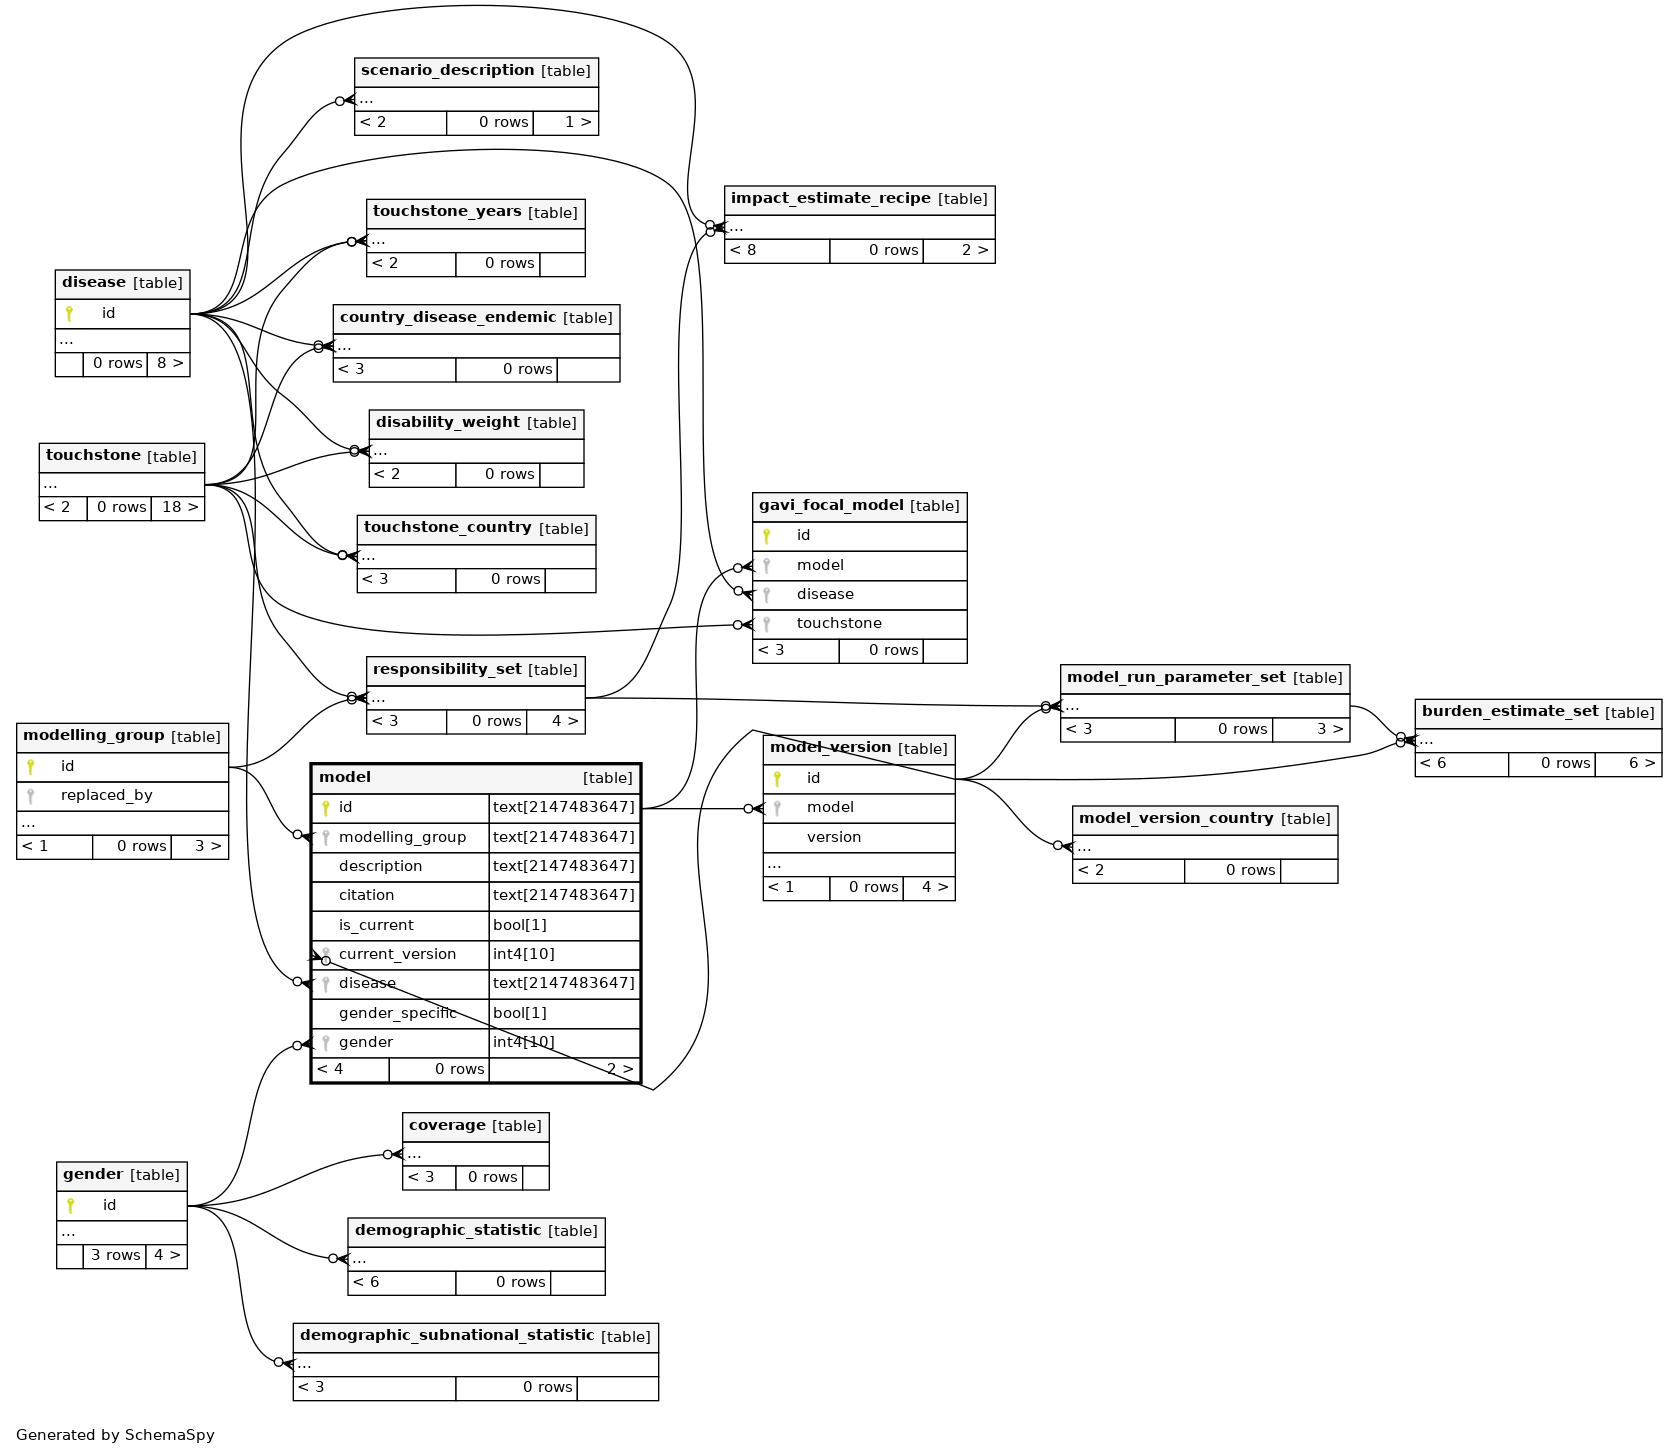 scenario_description [table]
...
< 2 0 rows 1 >
impact_estimate_recipe [table]
...
< 8 0 rows 2 >
touchstone_years [table]
...
< 2 0 rows
disease [table]
id
...
0 rows 8 >
country_disease_endemic [table]
...
< 3 0 rows
disability_weight [table]
...
< 2 0 rows
touchstone [table]
...
< 2 0 rows 18 >
gavi_focal_model [table]
id
model
disease
touchstone
< 3 0 rows
touchstone_country [table]
...
< 3 0 rows
responsibility_set [table]
...
< 3 0 rows 4 >
model_run_parameter_set [table]
...
< 3 0 rows 3 >
burden_estimate_set [table]
...
< 6 0 rows 6 >
modelling_group [table]
id
replaced_by
...
< 1 0 rows 3 >
model_version [table]
id
model
version
...
< 1 0 rows 4 >
model [table]
id text[2147483647]
modelling_group text[2147483647]
description text[2147483647]
citation text[2147483647]
is_current bool[1]
current_version int4[10]
disease text[2147483647]
gender_specific bool[1]
gender int4[10]
< 4 0 rows 2 >
model_version_country [table]
...
< 2 0 rows
coverage [table]
...
< 3 0 rows
gender [table]
id
...
3 rows 4 >
demographic_statistic [table]
...
< 6 0 rows
demographic_subnational_statistic [table]
...
< 3 0 rows
Generated by SchemaSpy